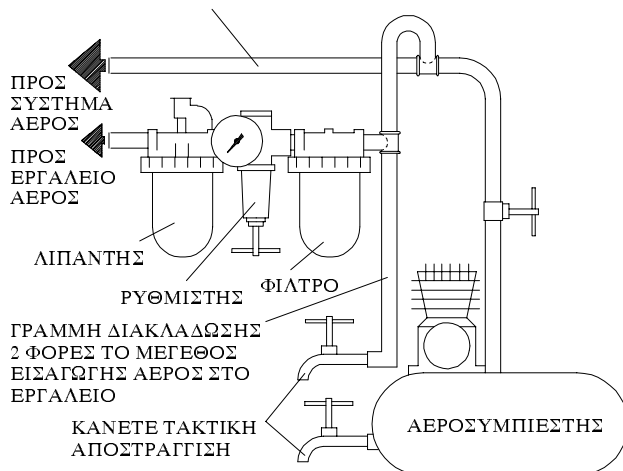 ΠΡΟΣ
ΣΥΣΤΗΜΑ
ΑΕΡΟΣ
ΠΡΟΣ
ΕΡΓΑΛΕΙΟ
ΑΕΡΟΣ
ΛΙΠΑΝΤΗΣ
ΡΥΘΜΙΣΤΗΣ
ΦΙΛΤΡΟ
ΓΡΑΜΜΗ ΔΙΑΚΛΑΔΩΣΗΣ
2 ΦΟΡΕΣ ΤΟ ΜΕΓΕΘΟΣ
ΕΙΣΑΓΩΓΗΣ ΑΕΡΟΣ ΣΤΟ
ΕΡΓΑΛΕΙΟ
ΚΑΝΕΤΕ ΤΑΚΤΙΚΗ
ΑΠΟΣΤΡΑΓΓΙΣΗ
ΑΕΡΟΣΥΜΠΙΕΣΤΗΣ